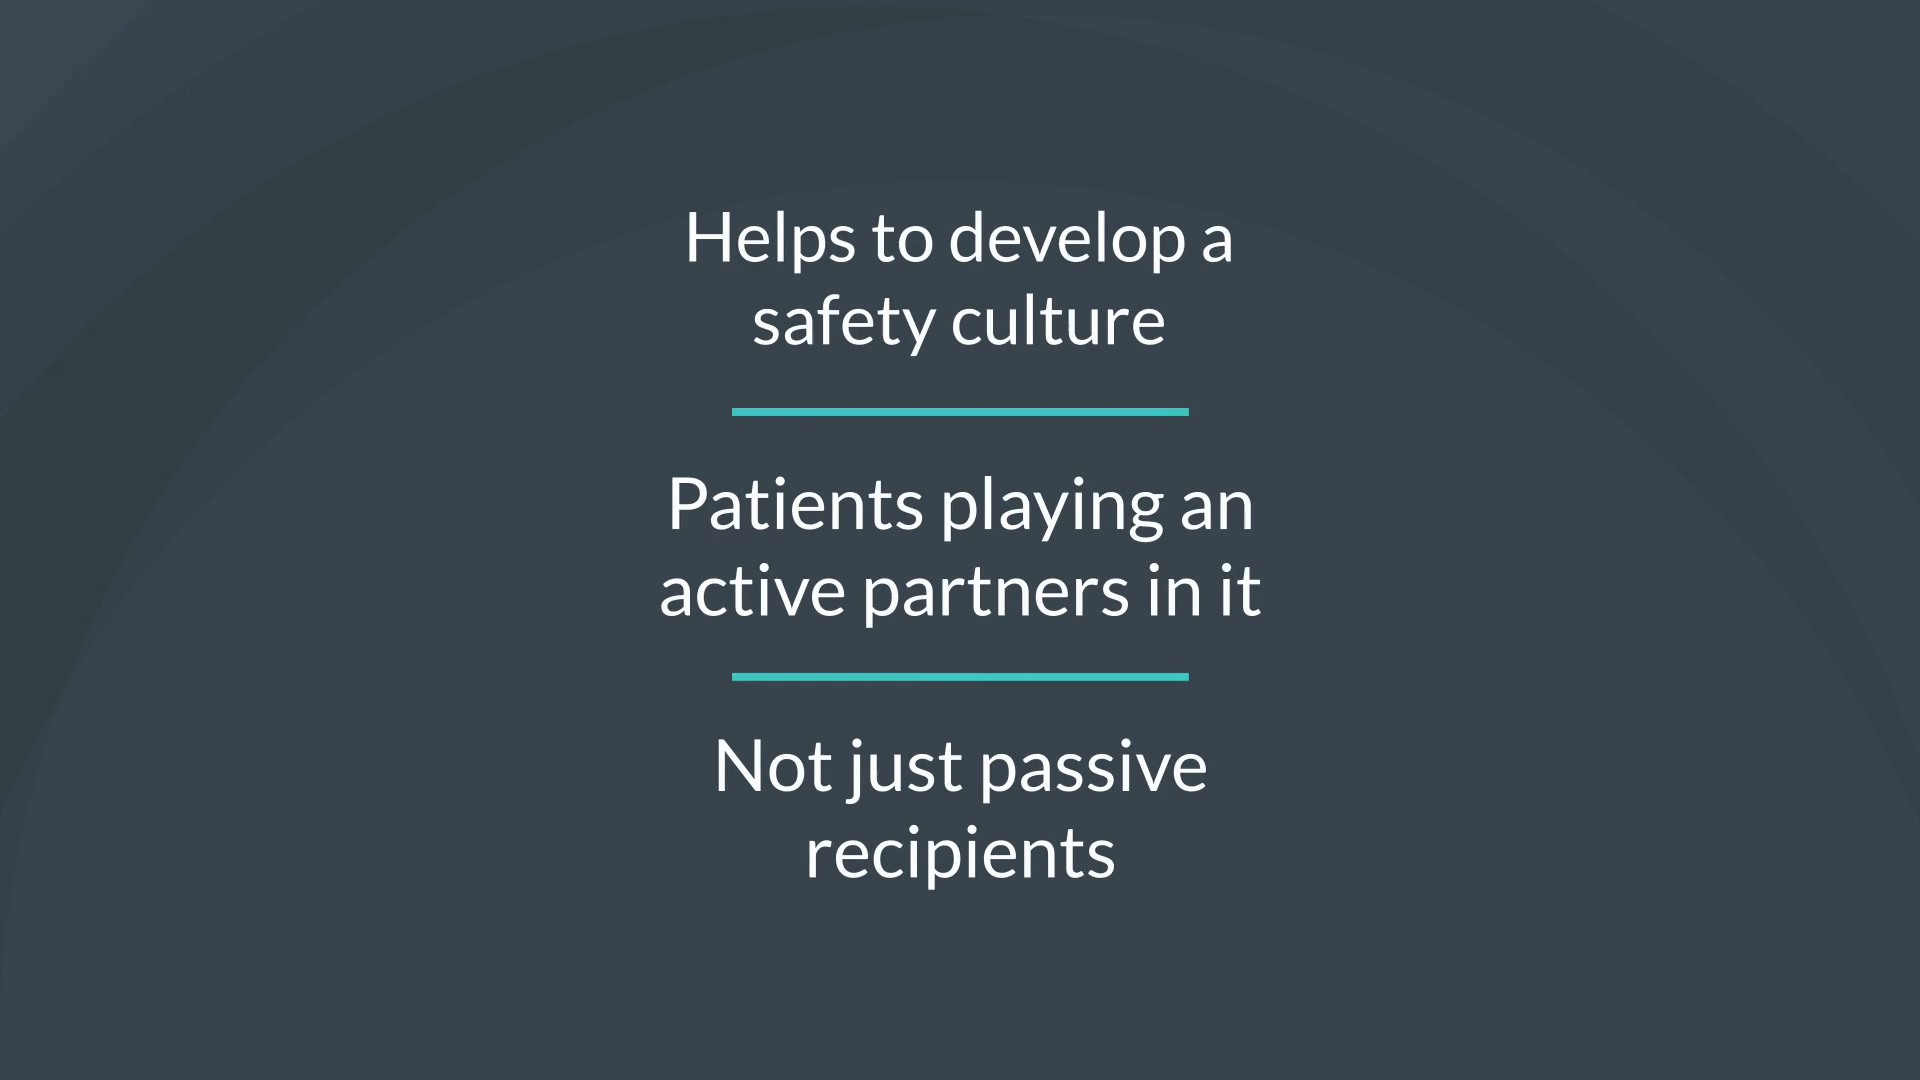 Helps to develop a
safety culture
Patients playing an
active partners in it
Not just passive
recipients